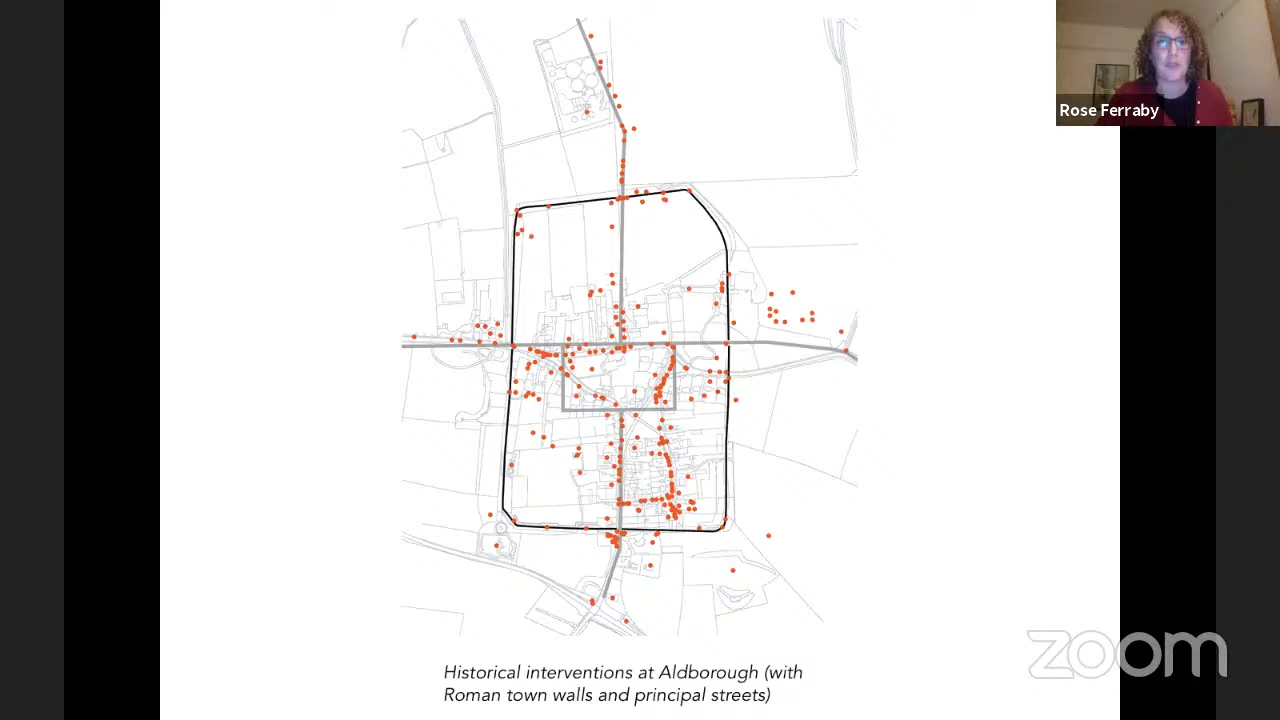 Rose Ferraby
zoom
Historical interventions at Aldborough (with
Roman town walls and principal streets)